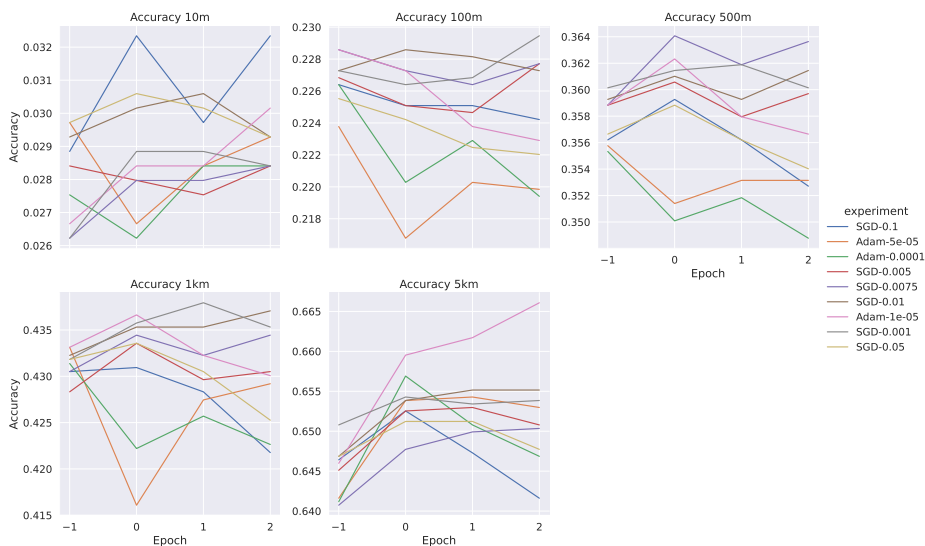 Accuracy 10m
0.032
0.031
0.030
0.029
0.028
0.027
0.026
Accuracy
Accuracy 100m
0.230
0.228
0.226
0.224
0.222
0.220
0.218
Accuracy 500m
0.364
0.362
0.360
0.358
0.356
0.354
0.352
0.350
−1 0 1 2
Epoch
experiment
SGD-0.1
Adam-5e-05
Adam-0.0001
SGD-0.005
SGD-0.0075
SGD-0.01
Adam-1e-05
SGD-0.001
SGD-0.05
Accuracy 1km
0.435
0.430
0.425
0.420
0.415
Accuracy
−1 0 1 2
Epoch
Accuracy 5km
0.665
0.660
0.655
0.650
0.645
0.640
−1 0 1 2
Epoch